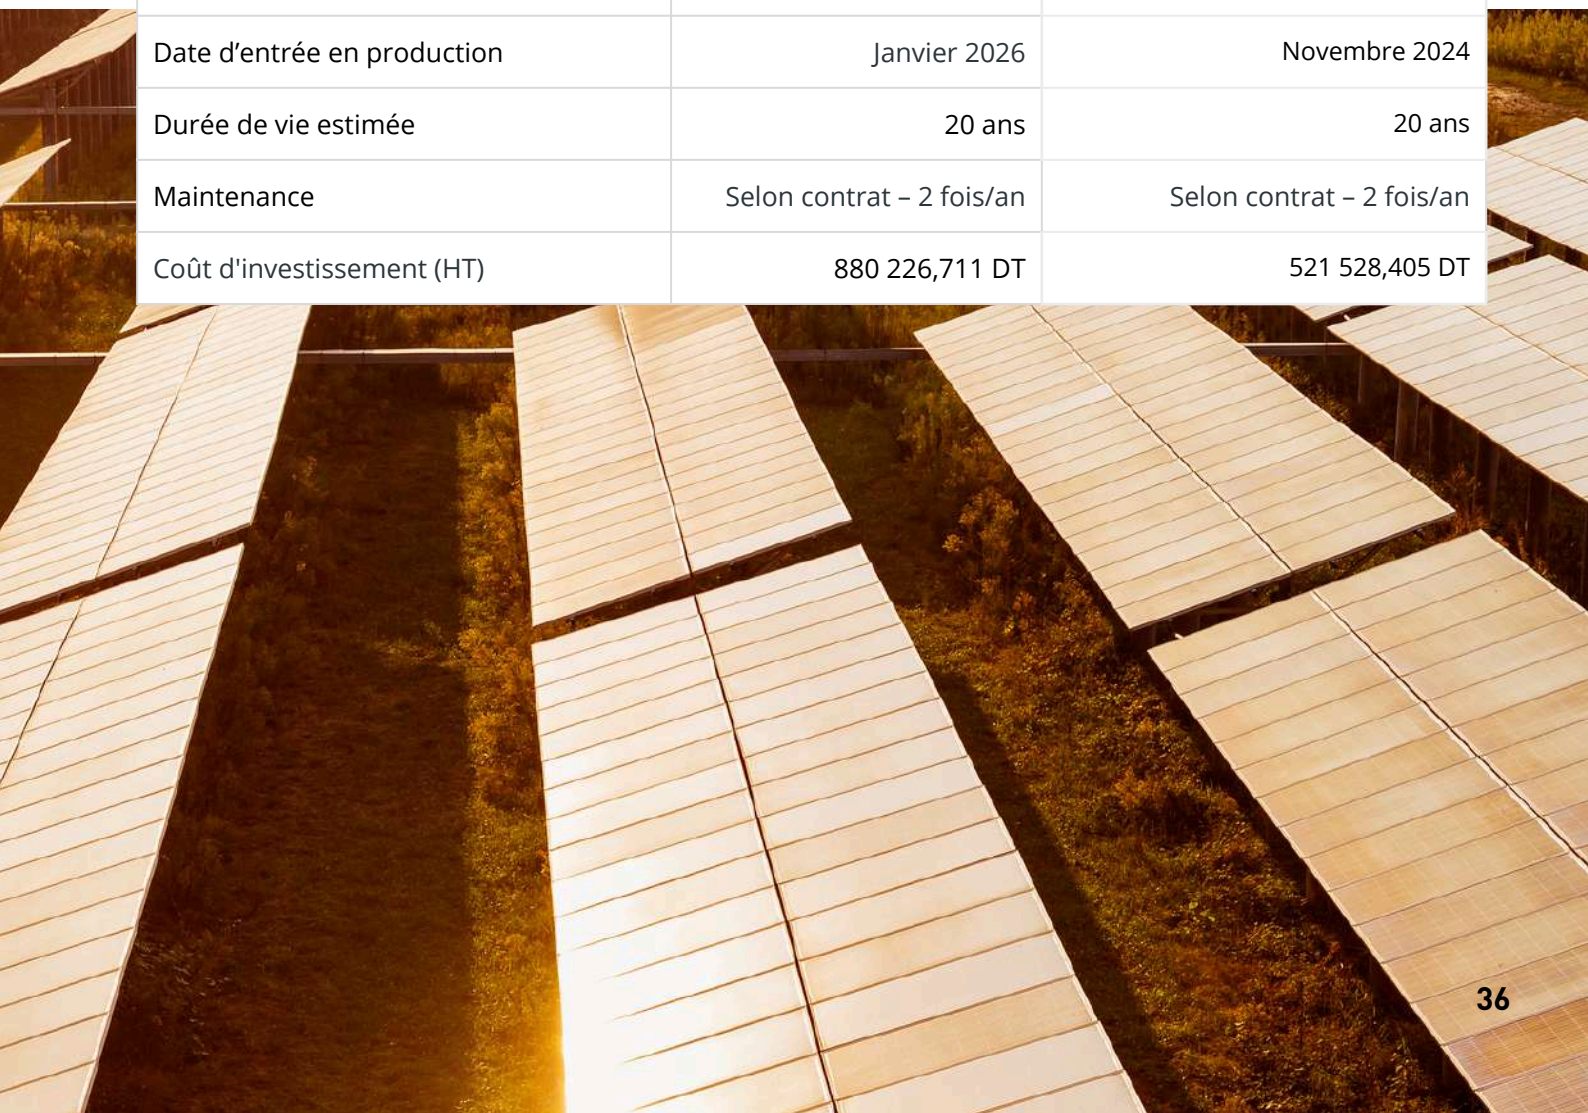 Date d’entrée en production Janvier 2026 Novembre 2024
Durée de vie estimée 20 ans 20 ans
Maintenance Selon contrat – 2 fois/an Selon contrat – 2 fois/an
Coût d'investissement (HT) 880 226,711 DT 521 528,405 DT
36